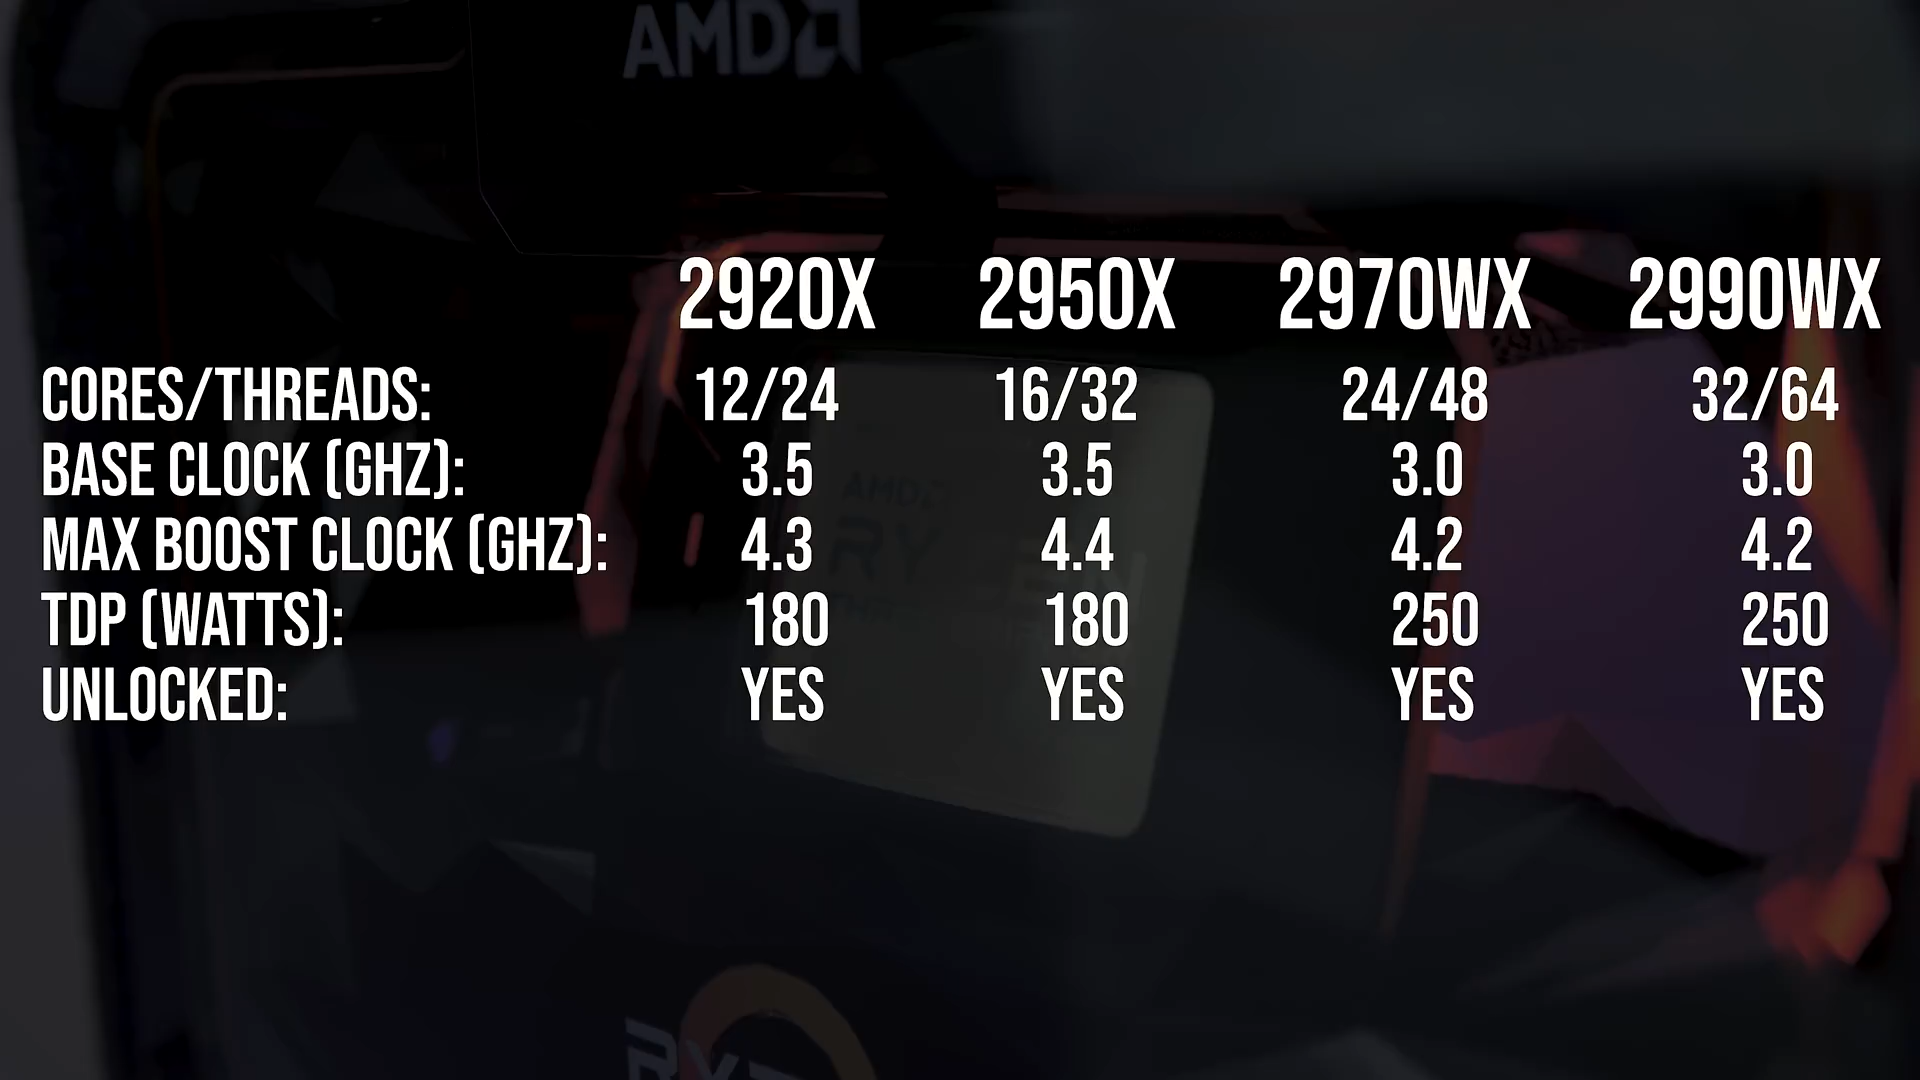 AMD
2920X 2950X 2970WX 2990WX
CORES/THREADS: 12/24 16/32 24/48 32/64
BASE CLOCK (GHZ): 3.5 3.5 3.0 3.0
MAX BOOST CLOCK (GHZ): 4.3 4.4 4.2 4.2
TDP (WATTS): 180 180 250 250
UNLOCKED: YES YES YES YES
AMD